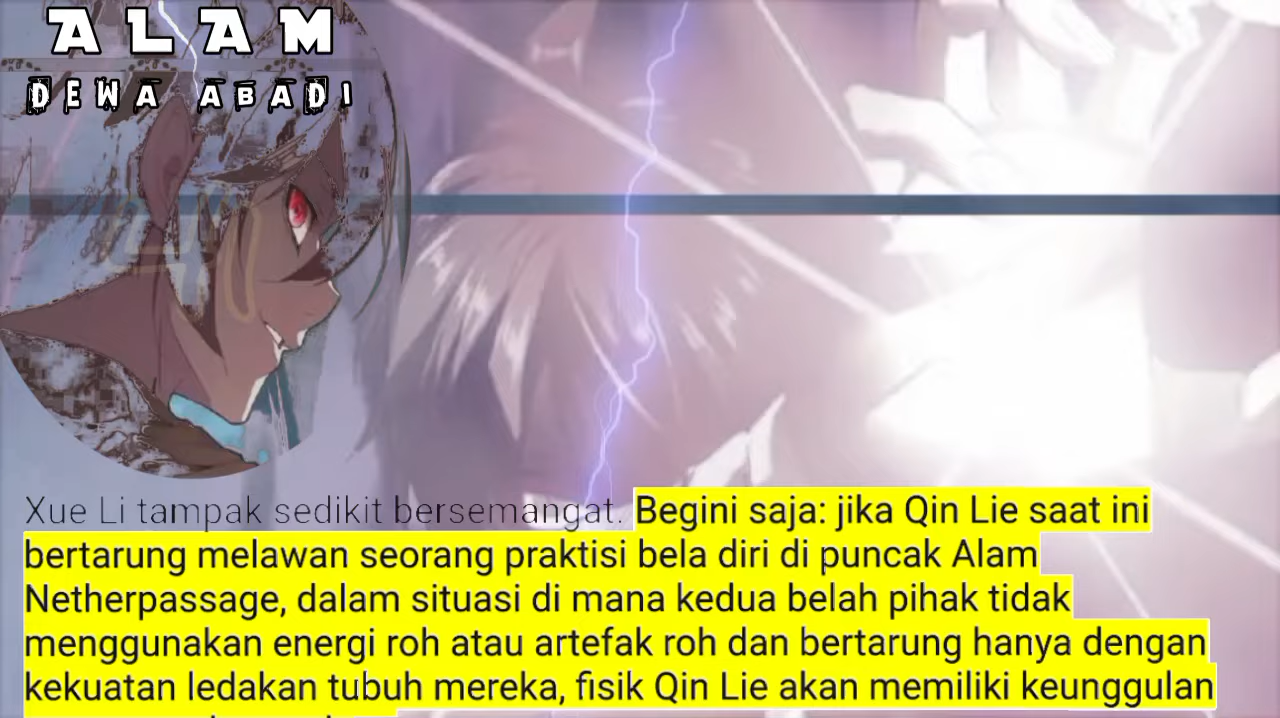 ALAM
DEWA ABADI
Xue Li tampak sedikit bersemangat. Begini saja: jika Qin Lie saat ini
bertarung melawan seorang praktisi bela diri di puncak Alam
Netherpassage, dalam situasi di mana kedua belah pihak tidak
menggunakan energi roh atau artefak roh dan bertarung hanya dengan
kekuatan ledakan tubuh mereka, fisik Qin Lie akan memiliki keunggulan